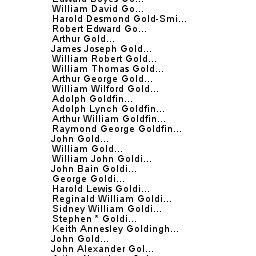 William David Go...
Harold Desmond Gold-Smi...
Robert Edward Go...
Arthur Gold...
James Joseph Gold...
William Robert Gold...
William Thomas Gold...
Arthur George Gold...
William Wilford Gold...
Adolph Goldfin...
Adolph Lynch Goldfin...
Arthur William Goldfin...
Raymond George Goldfin...
John Gold...
William Gold...
William John Goldi...
John Bain Goldi...
George Goldi...
Harold Lewis Goldi...
Reginald William Goldi...
Sidney William Goldi...
Stephen * Goldi...
Keith Annesley Goldingh...
John Gold...
John Alexander Gol...